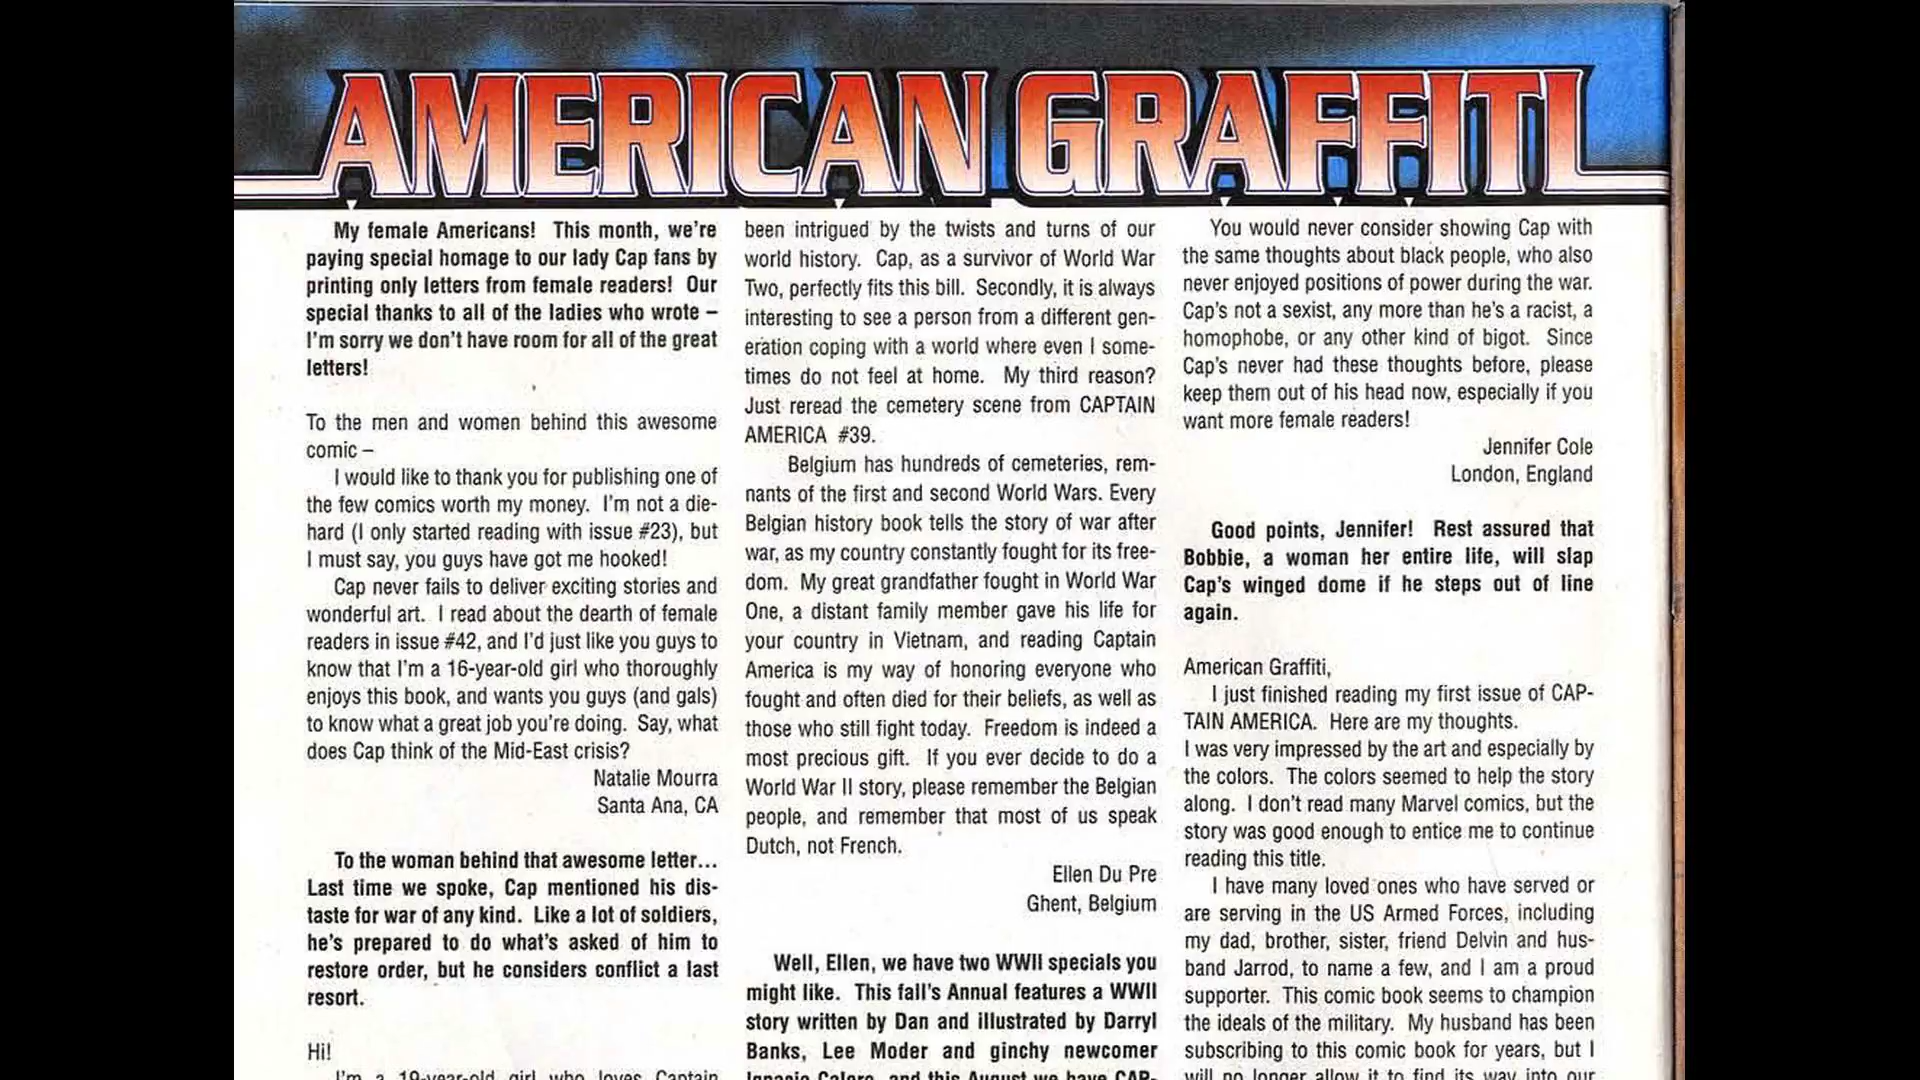 AMERICAN GRAFFITI
My female Americans! This month, we're
paying special homage to our lady Cap fans by
printing only letters from female readers! Our
special thanks to all of the ladies who wrote –
I'm sorry we don't have room for all of the great
letters!
To the men and women behind this awesome
comic –
I would like to thank you for publishing one of
the few comics worth my money. I'm not a die-
hard (I only started reading with issue #23), but
I must say, you guys have got me hooked!
Cap never fails to deliver exciting stories and
wonderful art. I read about the dearth of female
readers in issue #42, and I'd just like you guys to
know that I'm a 16-year-old girl who thoroughly
enjoys this book, and wants you guys (and gals)
to know what a great job you're doing. Say, what
does Cap think of the Mid-East crisis?
Natalie Mourra
Santa Ana, CA
To the woman behind that awesome letter...
Last time we spoke, Cap mentioned his dis-
taste for war of any kind. Like a lot of soldiers,
he's prepared to do what's asked of him to
restore order, but he considers conflict a last
resort.
Hi!
I'm a 19-year-old girl who loves Captain
been intrigued by the twists and turns of our
world history. Cap, as a survivor of World War
Two, perfectly fits this bill. Secondly, it is always
interesting to see a person from a different gen-
eration coping with a world where even I some-
times do not feel at home. My third reason?
Just reread the cemetery scene from CAPTAIN
AMERICA #39.
Belgium has hundreds of cemeteries, rem-
nants of the first and second World Wars. Every
Belgian history book tells the story of war after
war, as my country constantly fought for its free-
dom. My great grandfather fought in World War
One, a distant family member gave his life for
your country in Vietnam, and reading Captain
America is my way of honoring everyone who
fought and often died for their beliefs, as well as
those who still fight today. Freedom is indeed a
most precious gift. If you ever decide to do a
World War II story, please remember the Belgian
people, and remember that most of us speak
Dutch, not French.
Ellen Du Pre
Ghent, Belgium
Well, Ellen, we have two WWII specials you
might like. This fall's Annual features a WWII
story written by Dan and illustrated by Darryl
Banks, Lee Moder and ginchy newcomer
Ignacio Calero, and this August we have CAP-
You would never consider showing Cap with
the same thoughts about black people, who also
never enjoyed positions of power during the war.
Cap's not a sexist, any more than he's a racist, a
homophobe, or any other kind of bigot. Since
Cap's never had these thoughts before, please
keep them out of his head now, especially if you
want more female readers!
Jennifer Cole
London, England
Good points, Jennifer! Rest assured that
Bobbie, a woman her entire life, will slap
Cap's winged dome if he steps out of line
again.
American Graffiti,
I just finished reading my first issue of CAP-
TAIN AMERICA. Here are my thoughts.
I was very impressed by the art and especially by
the colors. The colors seemed to help the story
along. I don't read many Marvel comics, but the
story was good enough to entice me to continue
reading this title.
I have many loved ones who have served or
are serving in the US Armed Forces, including
my dad, brother, sister, friend Delvin and hus-
band Jarrod, to name a few, and I am a proud
supporter. This comic book seems to champion
the ideals of the military. My husband has been
subscribing to this comic book for years, but I
will no longer allow it to find its way into our